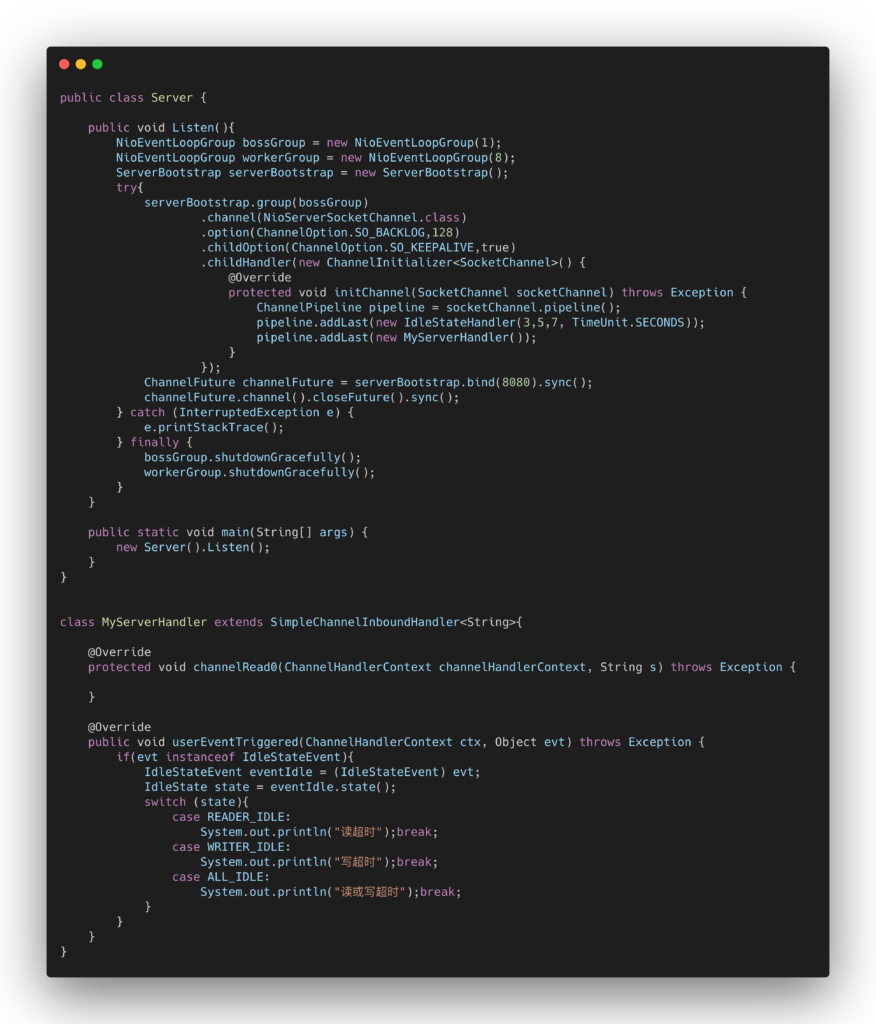 public class Server {

    public void Listen(){
        NioEventLoopGroup bossGroup = new NioEventLoopGroup(1);
        NioEventLoopGroup workerGroup = new NioEventLoopGroup(8);
        ServerBootstrap serverBootstrap = new ServerBootstrap();
        try{
            serverBootstrap.group(bossGroup)
                    .channel(NioServerSocketChannel.class)
                    .option(ChannelOption.SO_BACKLOG,128)
                    .childOption(ChannelOption.SO_KEEPALIVE,true)
                    .childHandler(new ChannelInitializer<SocketChannel>() {
                        @Override
                        protected void initChannel(SocketChannel socketChannel) throws Exception {
                            ChannelPipeline pipeline = socketChannel.pipeline();
                            pipeline.addLast(new IdleStateHandler(3,5,7, TimeUnit.SECONDS));
                            pipeline.addLast(new MyServerHandler());
                        }
                    });
            ChannelFuture channelFuture = serverBootstrap.bind(8080).sync();
            channelFuture.channel().closeFuture().sync();
        } catch (InterruptedException e) {
            e.printStackTrace();
        } finally {
            bossGroup.shutdownGracefully();
            workerGroup.shutdownGracefully();
        }
    }

    public static void main(String[] args) {
        new Server().Listen();
    }
}


class MyServerHandler extends SimpleChannelInboundHandler<String>{

    @Override
    protected void channelRead0(ChannelHandlerContext channelHandlerContext, String s) throws Exception {

    }

    @Override
    public void userEventTriggered(ChannelHandlerContext ctx, Object evt) throws Exception {
        if(evt instanceof IdleStateEvent){
            IdleStateEvent eventIdle = (IdleStateEvent) evt;
            IdleState state = eventIdle.state();
            switch (state){
                case READER_IDLE:
                    System.out.println("读超时");break;
                case WRITER_IDLE:
                    System.out.println("写超时");break;
                case ALL_IDLE:
                    System.out.println("读或写超时");break;
            }
        }
    }
}